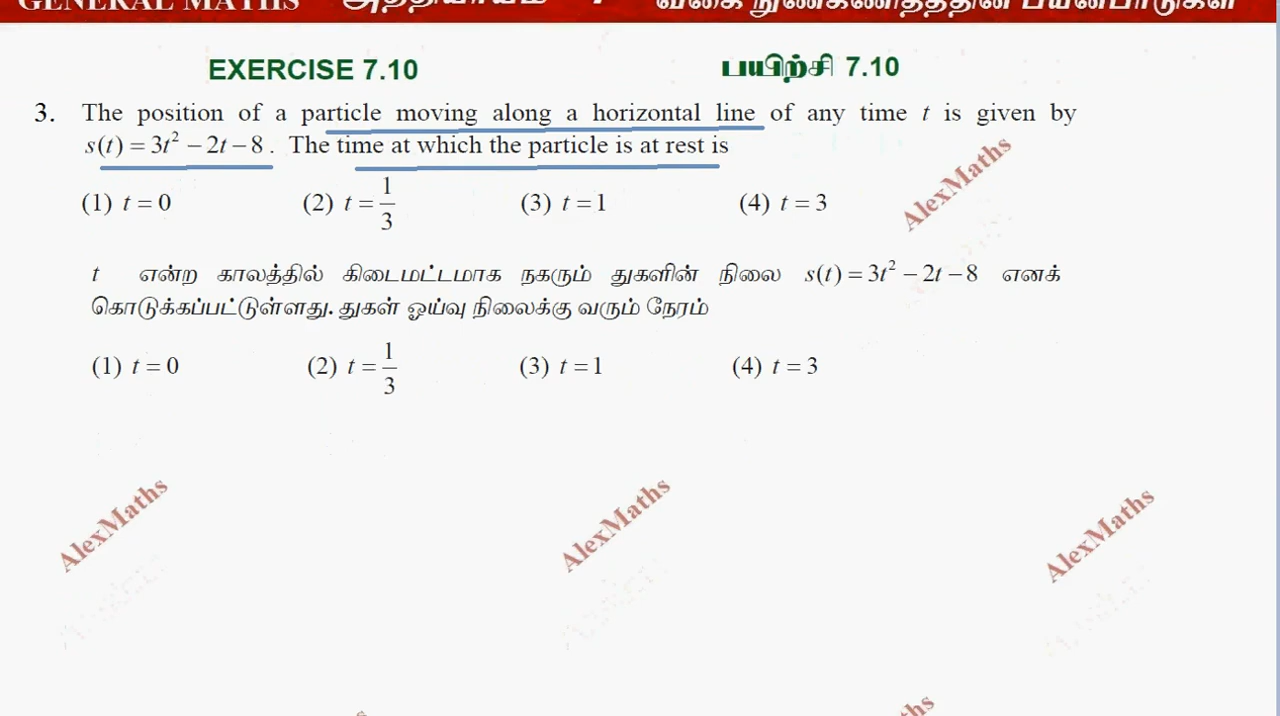 GENERAL MATHS
EXERCISE 7.10 பயிற்சி 7.10
3. The position of a particle moving along a horizontal line of any time t is given by
s(t) = 3t² − 2t − 8 . The time at which the particle is at rest is
(1) t = 0 (2) t = 1/3 (3) t = 1 (4) t = 3
t என்ற காலத்தில் கிடைமட்டமாக நகரும் துகளின் நிலை s(t) = 3t² − 2t − 8 எனக்
கொடுக்கப்பட்டுள்ளது. துகள் ஓய்வு நிலைக்கு வரும் நேரம்
(1) t = 0 (2) t = 1/3 (3) t = 1 (4) t = 3
AlexMaths
AlexMaths
AlexMaths
AlexMaths